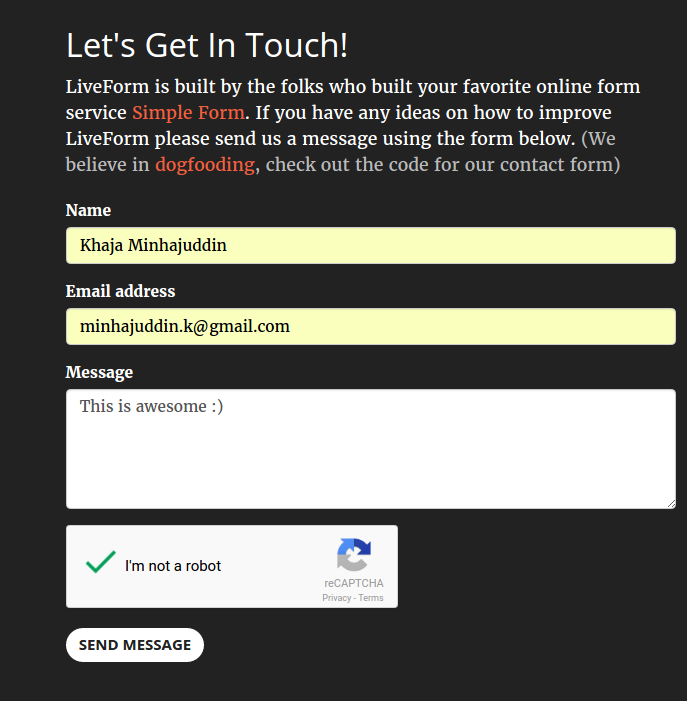 Let's Get In Touch!
LiveForm is built by the folks who built your favorite online form
service Simple Form. If you have any ideas on how to improve
LiveForm please send us a message using the form below. (We
believe in dogfooding, check out the code for our contact form)
Name
Khaja Minhajuddin
Email address
minhajuddin.k@gmail.com
Message
This is awesome :)
I'm not a robot
reCAPTCHA
Privacy - Terms
SEND MESSAGE